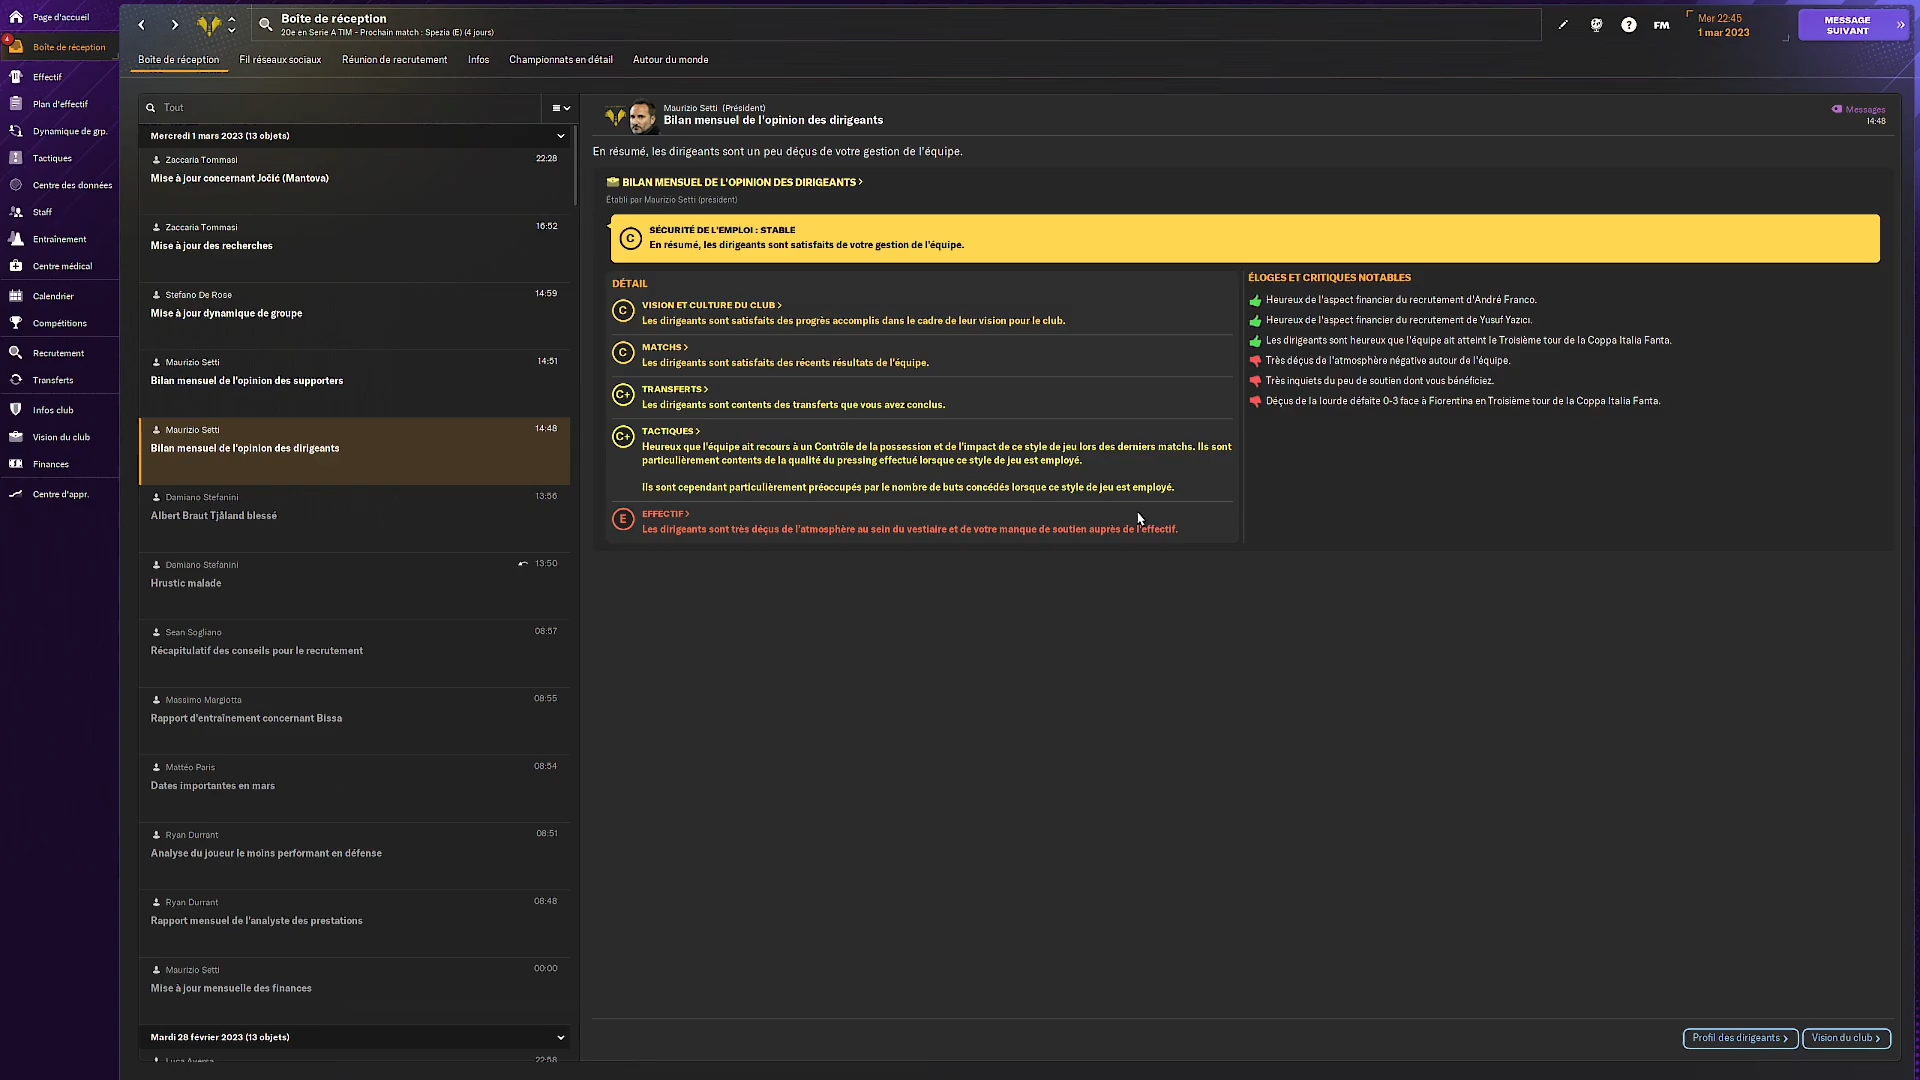 Page d'accueil
4
Boîte de réception
Effectif
Plan d'effectif
Dynamique de grp.
Tactiques
Centre des données
Staff
Entraînement
Centre médical
Calendrier
Compétitions
Recrutement
Transferts
Infos club
Vision du club
Finances
Centre d'appr.
Boîte de réception
20e en Serie A TIM - Prochain match : Spezia (E) (4 jours)
FM
Mer 22:45
1 mar 2023
MESSAGE
SUIVANT
Boîte de réception
Fil réseaux sociaux
Réunion de recrutement
Infos
Championnats en détail
Autour du monde
Tout
Mercredi 1 mars 2023 (13 objets)
Zaccaria Tommasi 22:28
Mise à jour concernant Jočić (Mantova)
Zaccaria Tommasi 16:52
Mise à jour des recherches
Stefano De Rose 14:59
Mise à jour dynamique de groupe
Maurizio Setti 14:51
Bilan mensuel de l'opinion des supporters
Maurizio Setti 14:48
Bilan mensuel de l'opinion des dirigeants
Damiano Stefanini 13:56
Albert Braut Tjåland blessé
Damiano Stefanini 13:50
Hrustic malade
Sean Sogliano 08:57
Récapitulatif des conseils pour le recrutement
Massimo Margiotta 08:55
Rapport d'entraînement concernant Bissa
Mattéo Paris 08:54
Dates importantes en mars
Ryan Durrant 08:51
Analyse du joueur le moins performant en défense
Ryan Durrant 08:48
Rapport mensuel de l'analyste des prestations
Maurizio Setti 00:00
Mise à jour mensuelle des finances
Mardi 28 février 2023 (13 objets)
Luca Aversa 22:58
Maurizio Setti (Président)
Bilan mensuel de l'opinion des dirigeants
Messages
14:48
En résumé, les dirigeants sont un peu déçus de votre gestion de l'équipe.
BILAN MENSUEL DE L'OPINION DES DIRIGEANTS >
Établi par Maurizio Setti (président)
C
SÉCURITÉ DE L'EMPLOI : STABLE
En résumé, les dirigeants sont satisfaits de votre gestion de l'équipe.
DÉTAIL
C
VISION ET CULTURE DU CLUB >
Les dirigeants sont satisfaits des progrès accomplis dans le cadre de leur vision pour le club.
C
MATCHS >
Les dirigeants sont satisfaits des récents résultats de l'équipe.
C+
TRANSFERTS >
Les dirigeants sont contents des transferts que vous avez conclus.
C+
TACTIQUES >
Heureux que l'équipe ait recours à un Contrôle de la possession et de l'impact de ce style de jeu lors des derniers matchs. Ils sont
particulièrement contents de la qualité du pressing effectué lorsque ce style de jeu est employé.
Ils sont cependant particulièrement préoccupés par le nombre de buts concédés lorsque ce style de jeu est employé.
E
EFFECTIF >
Les dirigeants sont très déçus de l'atmosphère au sein du vestiaire et de votre manque de soutien auprès de l'effectif.
ÉLOGES ET CRITIQUES NOTABLES
Heureux de l'aspect financier du recrutement d'André Franco.
Heureux de l'aspect financier du recrutement de Yusuf Yazıcı.
Les dirigeants sont heureux que l'équipe ait atteint le Troisième tour de la Coppa Italia Fanta.
Très déçus de l'atmosphère négative autour de l'équipe.
Très inquiets du peu de soutien dont vous bénéficiez.
Déçus de la lourde défaite 0-3 face à Fiorentina en Troisième tour de la Coppa Italia Fanta.
Profil des dirigeants >
Vision du club >